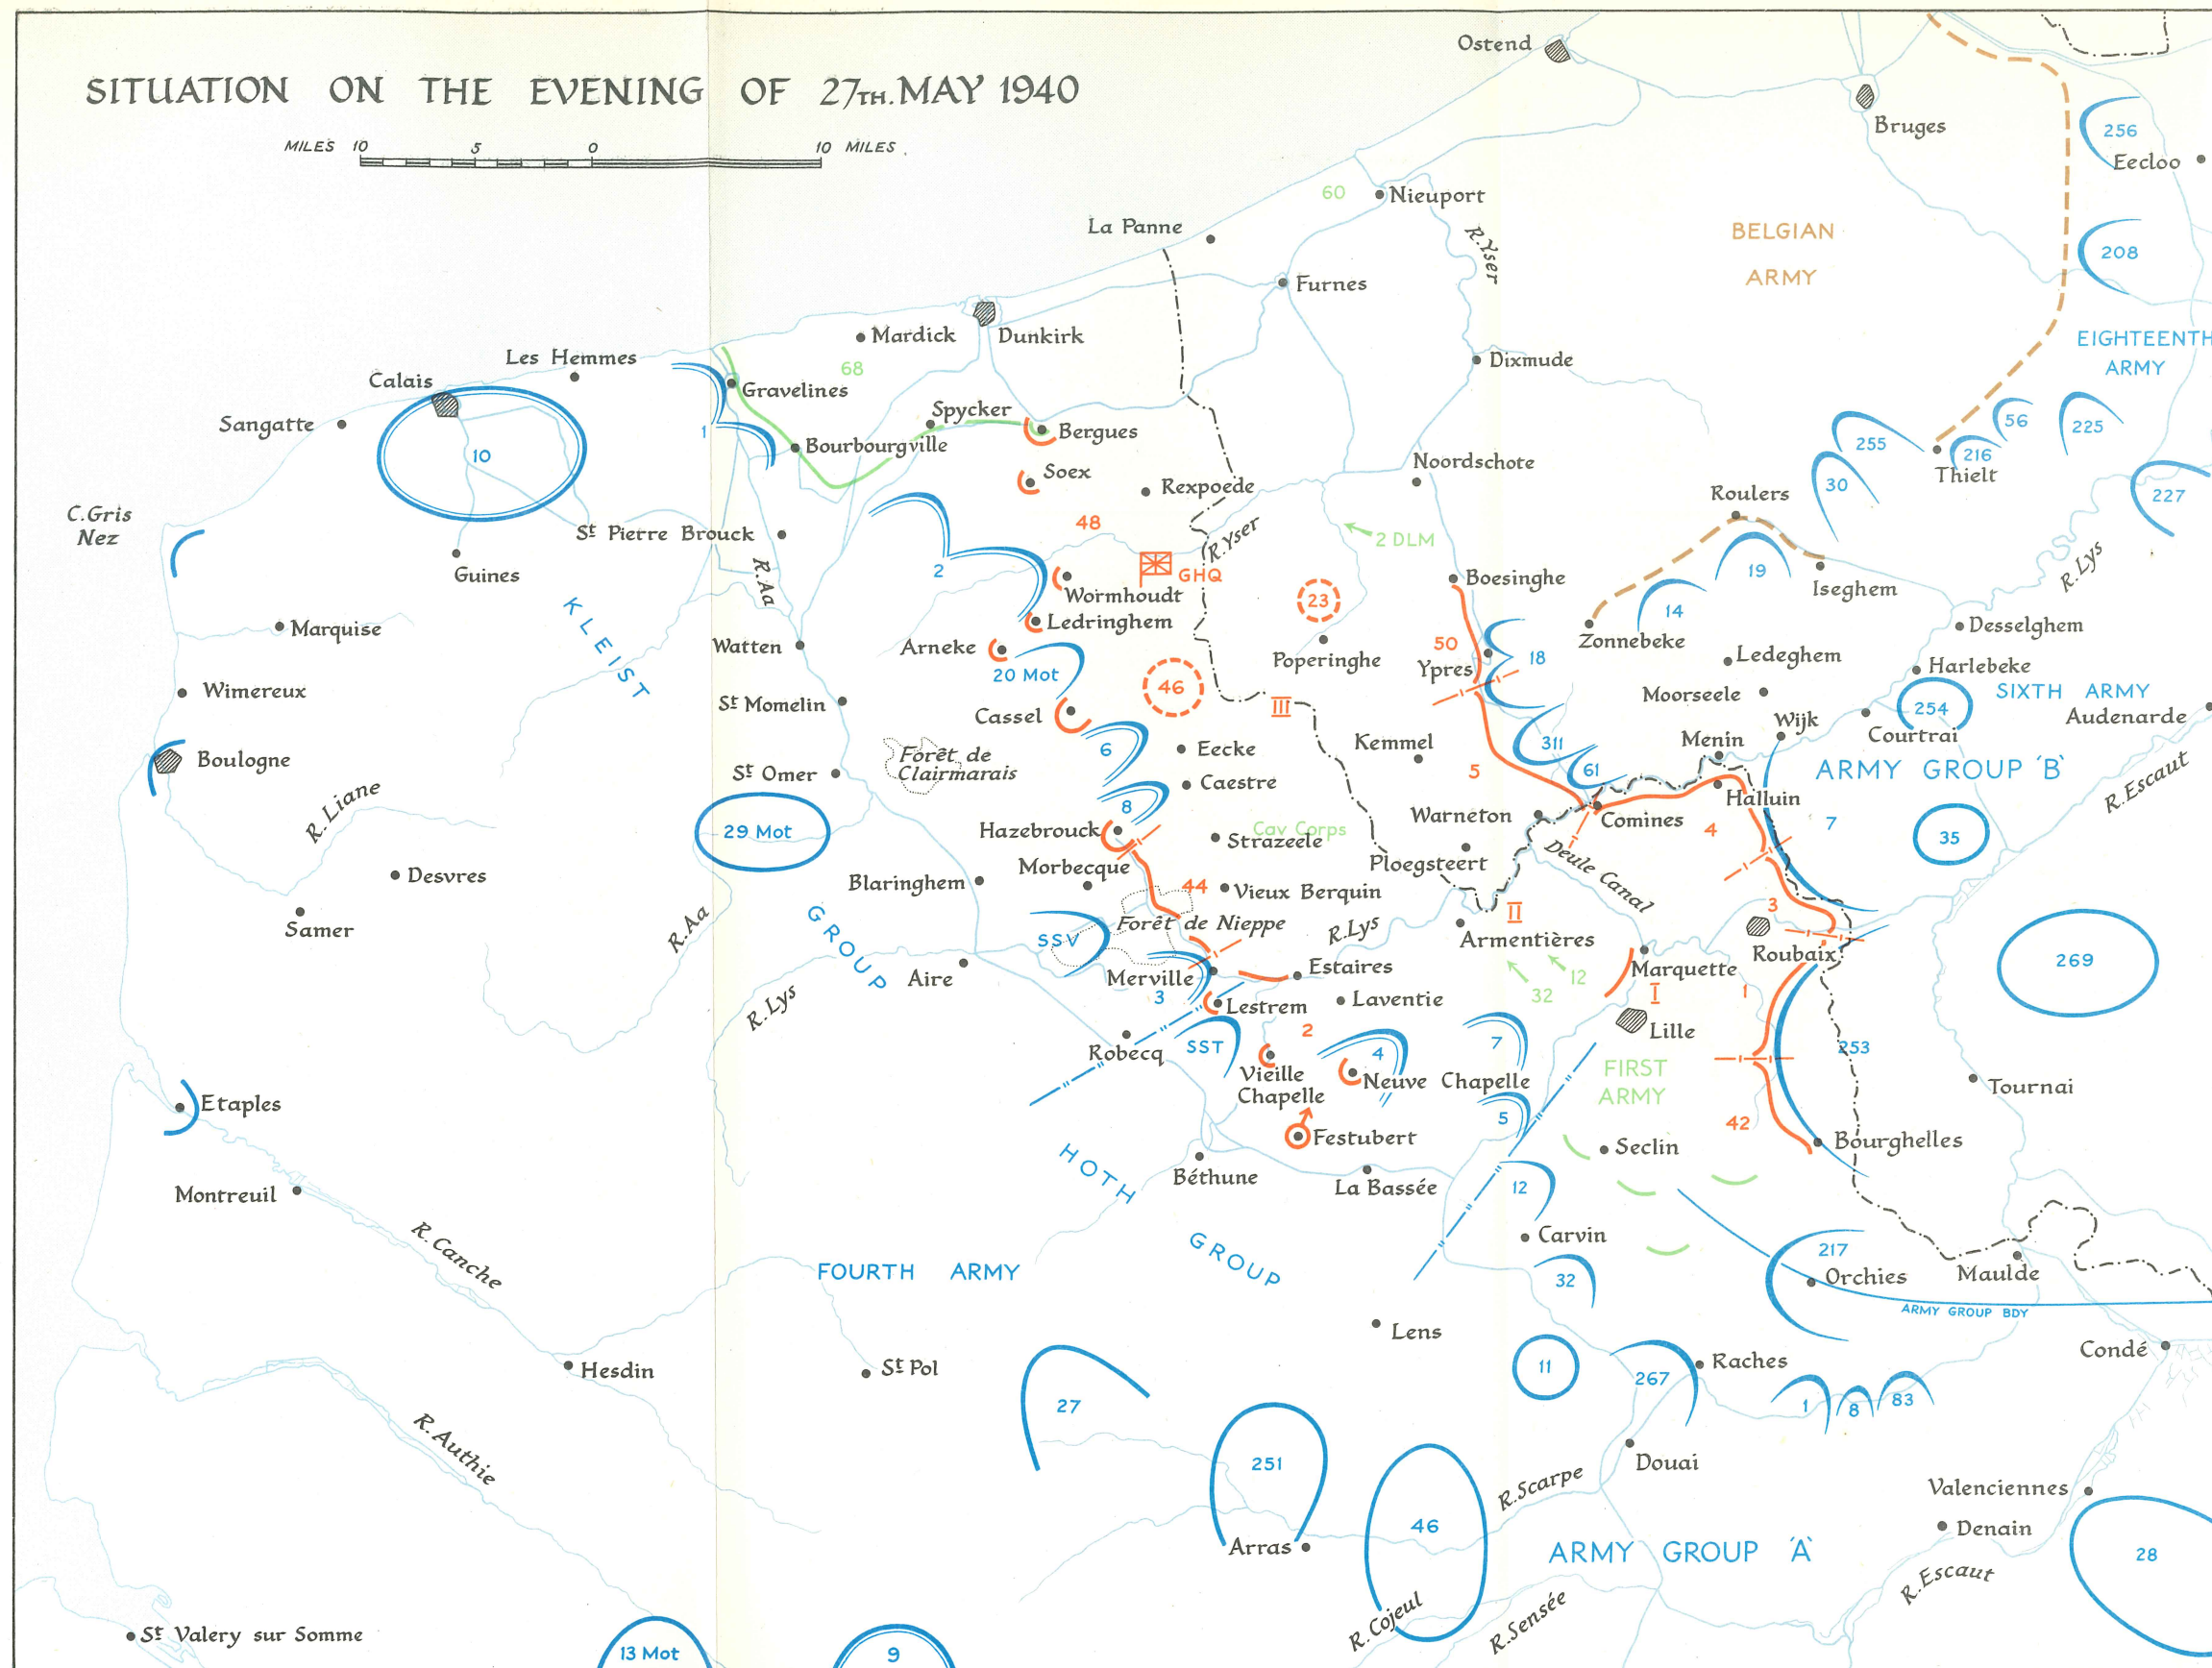 SITUATION ON THE EVENING OF 27TH. MAY 1940
MILES 10 5 0 10 MILES.
Ostend
Bruges
256
Eecloo
60
Nieuport
R. Yser
La Panne
BELGIAN
ARMY
208
Furnes
EIGHTEENTH
ARMY
Mardick
Dunkirk
68
Les Hemmes
Calais
Gravelines
Dixmude
Sangatte
10
1
Spycker
Bergues
Bourbourgville
255
56
225
216
Thielt
Soex
Rexpoede
Noordschote
30
227
Roulers
C. Gris
Nez
St Pierre Brouck
48
R. Yser
2 DLM
Guines
R. Aa
2
GHQ
Wormhoudt
23
Boesinghe
19
Iseghem
R. Lys
14
KLEIST
Marquise
Ledringhem
Zonnebeke
Desselghem
Watten
Arneke
20 Mot
Poperinghe
50
Ypres
18
Ledeghem
Harlebeke
Wimereux
46
Moorseele
SIXTH ARMY
254
Audenarde
St Momelin
Cassel
III
Wijk
Courtrai
Boulogne
Forêt de
Clairmarais
6
Eecke
Kemmel
311
Menin
ARMY GROUP 'B'
St Omer
Caestre
5
61
R. Escaut
R. Liane
8
Halluin
29 Mot
Hazebrouck
Cav Corps
Strazeele
Warneton
Comines
4
7
35
Morbecque
Ploegsteert
Deule Canal
Desvres
Blaringhem
44
Vieux Berquin
Samer
GROUP
R. Aa
Forêt de Nieppe
R. Lys
II
3
SSV
Armentières
Roubaix
269
Aire
Merville
Estaires
Marquette
R. Lys
3
Lestrem
Laventie
12
32
I
1
2
Lille
Robecq
SST
4
7
253
Vieille
Chapelle
Neuve Chapelle
FIRST
ARMY
Tournai
Etaples
5
42
Festubert
Seclin
Bourghelles
HOTH
Béthune
La Bassée
12
Montreuil
R. Canche
GROUP
Carvin
217
FOURTH ARMY
32
Orchies
Maulde
ARMY GROUP BDY
Lens
Condé
Hesdin
St Pol
11
267
Raches
27
1
8
83
R. Authie
251
Douai
R. Scarpe
Valenciennes
46
Denain
Arras
ARMY GROUP 'A'
28
R. Escaut
R. Cojeul
R. Sensée
St Valery sur Somme
13 Mot
9